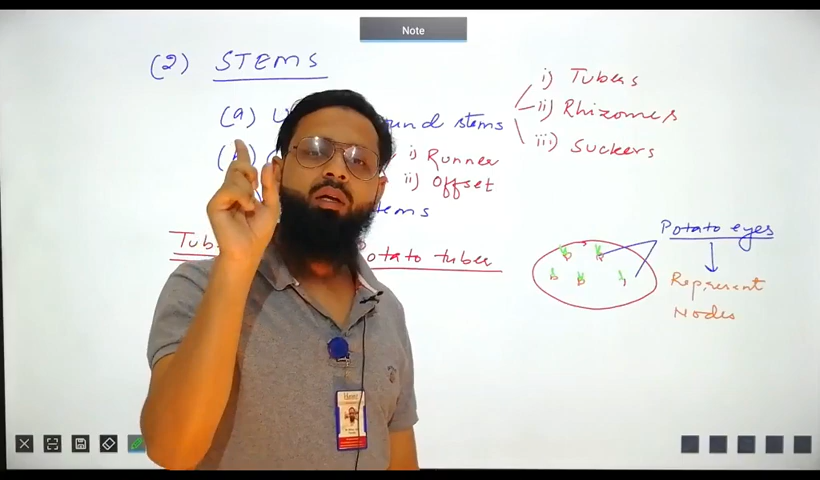 Note
(2) STEMS
(a) U und stems
i) Tubers
ii) Rhizomes
iii) Suckers
i) Runner
ii) Offset
tems
Tub otato tuber
Potato eyes
Represent
Nodes